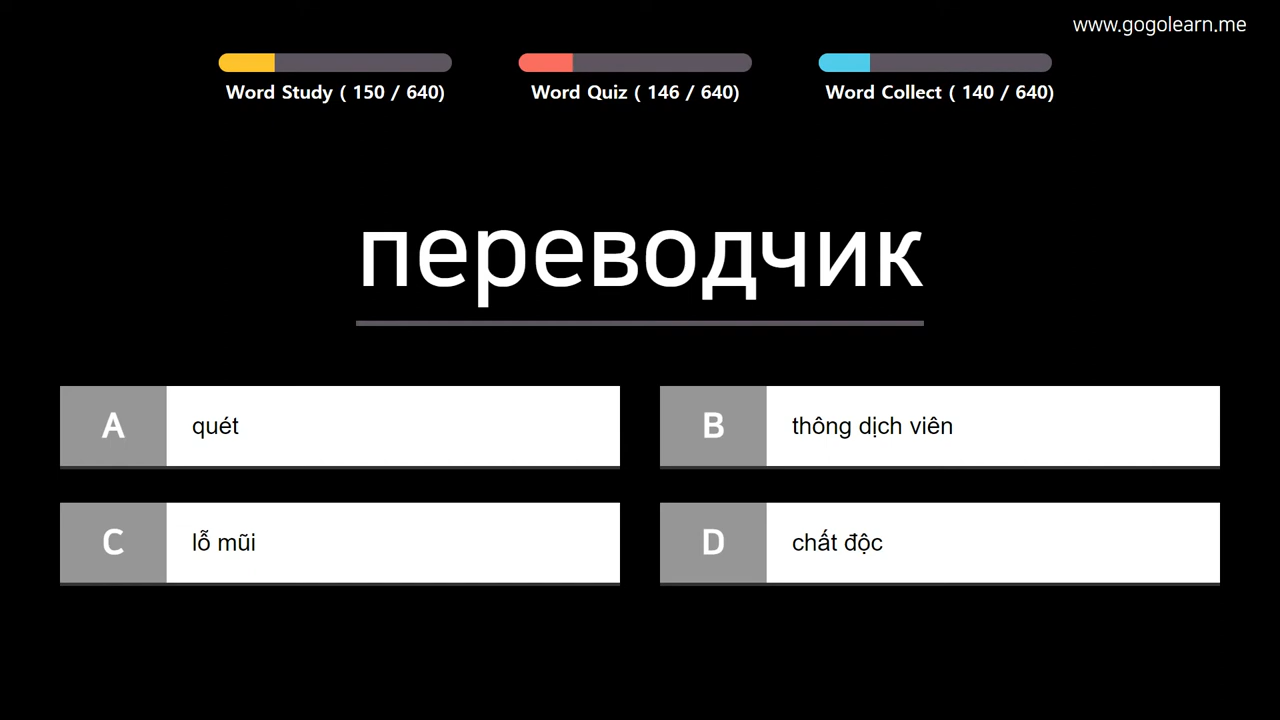 www.gogolearn.me
Word Study ( 150 / 640)
Word Quiz ( 146 / 640)
Word Collect ( 140 / 640)
переводчик
A quét
B thông dịch viên
C lỗ mũi
D chất độc